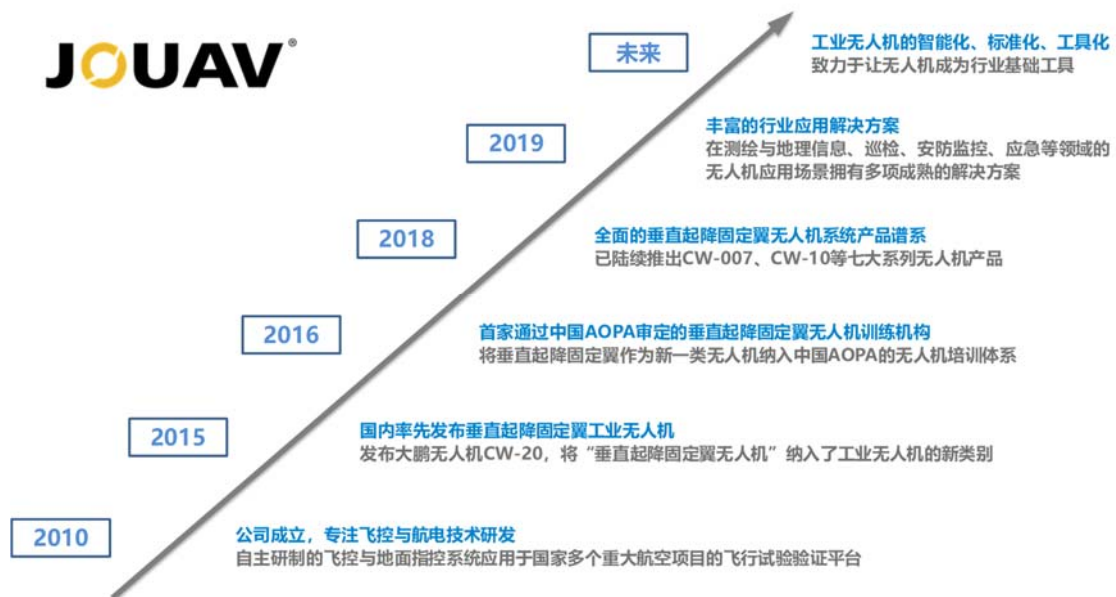 JOUAV®
未来
工业无人机的智能化、标准化、工具化
致力于让无人机成为行业基础工具
2019
丰富的行业应用解决方案
在测绘与地理信息、巡检、安防监控、应急等领域的
无人机应用场景拥有多项成熟的解决方案
2018
全面的垂直起降固定翼无人机系统产品谱系
已陆续推出CW-007、CW-10等七大系列无人机产品
2016
首家通过中国AOPA审定的垂直起降固定翼无人机训练机构
将垂直起降固定翼作为新一类无人机纳入中国AOPA的无人机培训体系
2015
国内率先发布垂直起降固定翼工业无人机
发布大鹏无人机CW-20，将“垂直起降固定翼无人机”纳入了工业无人机的新类别
2010
公司成立，专注飞控与航电技术研发
自主研制的飞控与地面指控系统应用于国家多个重大航空项目的飞行试验验证平台